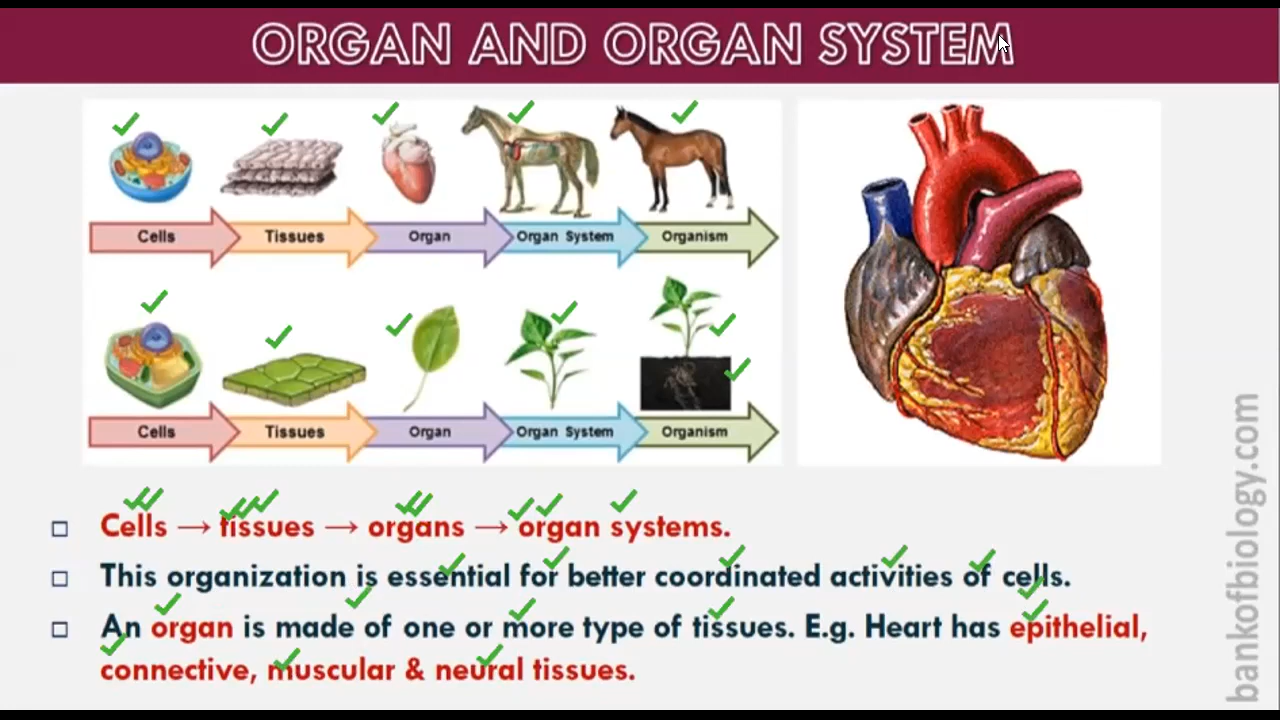 ORGAN AND ORGAN SYSTEM
Cells Tissues Organ Organ System Organism
Cells Tissues Organ Organ System Organism
Cells → tissues → organs → organ systems.
This organization is essential for better coordinated activities of cells.
An organ is made of one or more type of tissues. E.g. Heart has epithelial,
connective, muscular & neural tissues.
bankofbiology.com